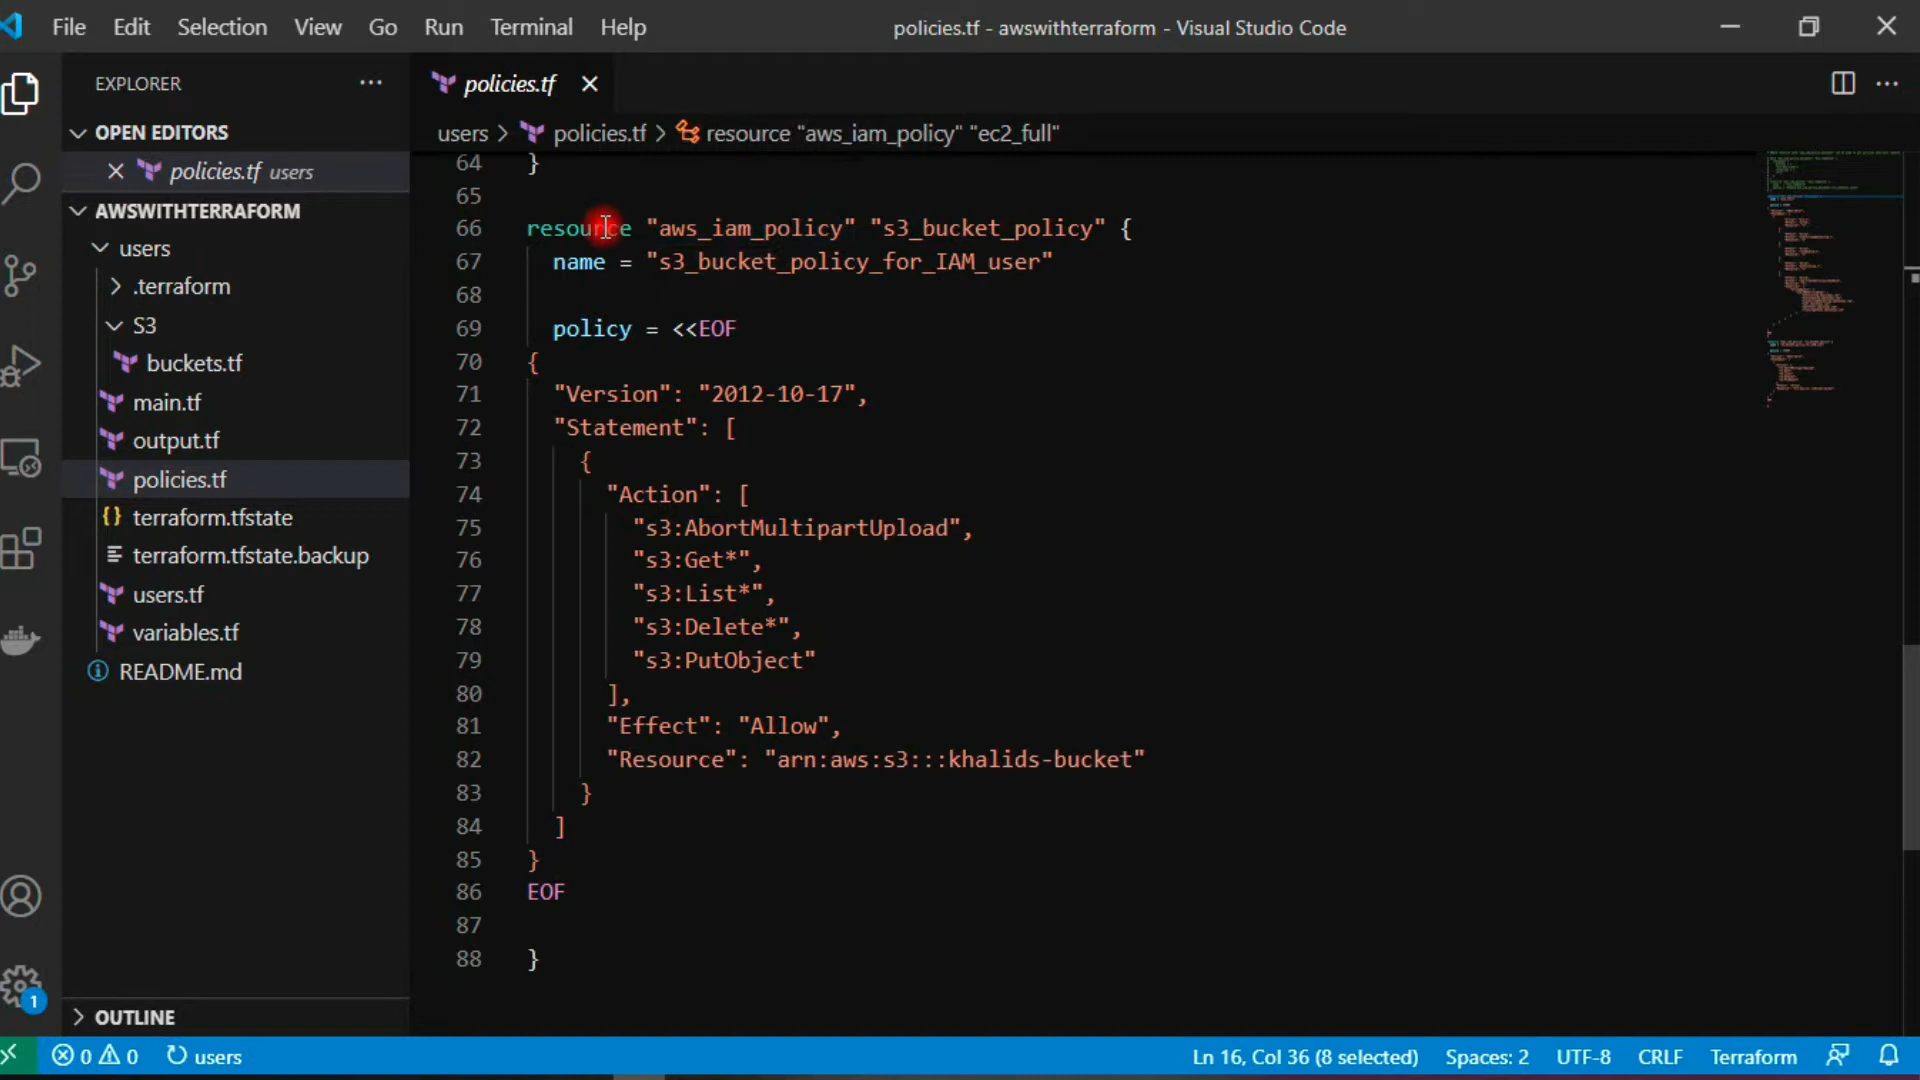 File Edit Selection View Go Run Terminal Help
policies.tf - awswithterraform - Visual Studio Code
EXPLORER
OPEN EDITORS
policies.tf users
AWSWITHTERRAFORM
users
.terraform
S3
buckets.tf
main.tf
output.tf
policies.tf
terraform.tfstate
terraform.tfstate.backup
users.tf
variables.tf
README.md
OUTLINE
policies.tf
users > policies.tf > resource "aws_iam_policy" "ec2_full"
64 }
65
66 resource "aws_iam_policy" "s3_bucket_policy" {
67 name = "s3_bucket_policy_for_IAM_user"
68
69 policy = <<EOF
70 {
71 "Version": "2012-10-17",
72 "Statement": [
73 {
74 "Action": [
75 "s3:AbortMultipartUpload",
76 "s3:Get*",
77 "s3:List*",
78 "s3:Delete*",
79 "s3:PutObject"
80 ],
81 "Effect": "Allow",
82 "Resource": "arn:aws:s3:::khalids-bucket"
83 }
84 ]
85 }
86 EOF
87
88 }
1
0 0 users
Ln 16, Col 36 (8 selected) Spaces: 2 UTF-8 CRLF Terraform